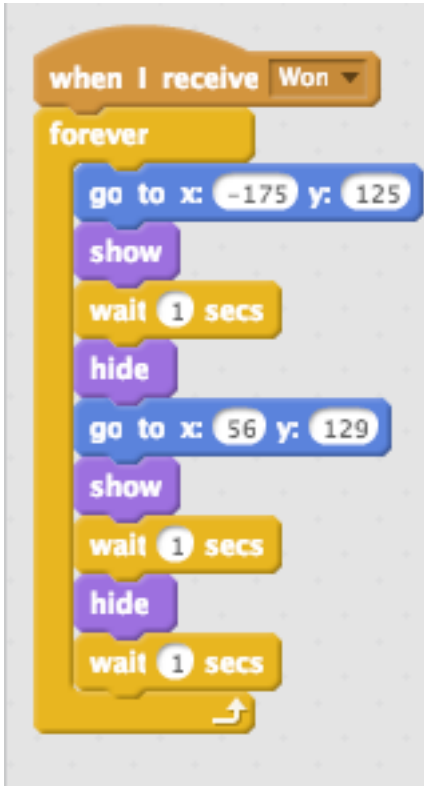 when I receive Won
forever
go to x: -175 y: 125
show
wait 1 secs
hide
go to x: 56 y: 129
show
wait 1 secs
hide
wait 1 secs